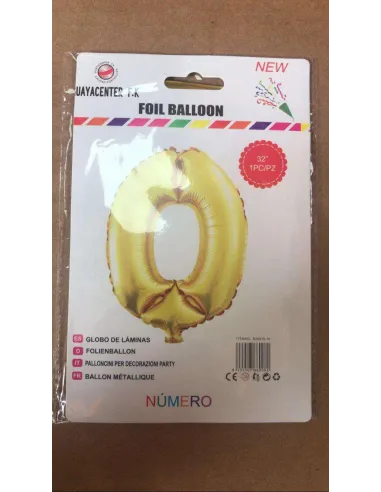 NEW
UAYACENTER P.K
FOIL BALLOON
32"
1PC/PZ
ES GLOBO DE LÁMINAS
D FOLIENBALLON
IT PALLONCINI PER DECORAZIONI PARTY
FR BALLON MÉTALLIQUE
CE
NÚMERO